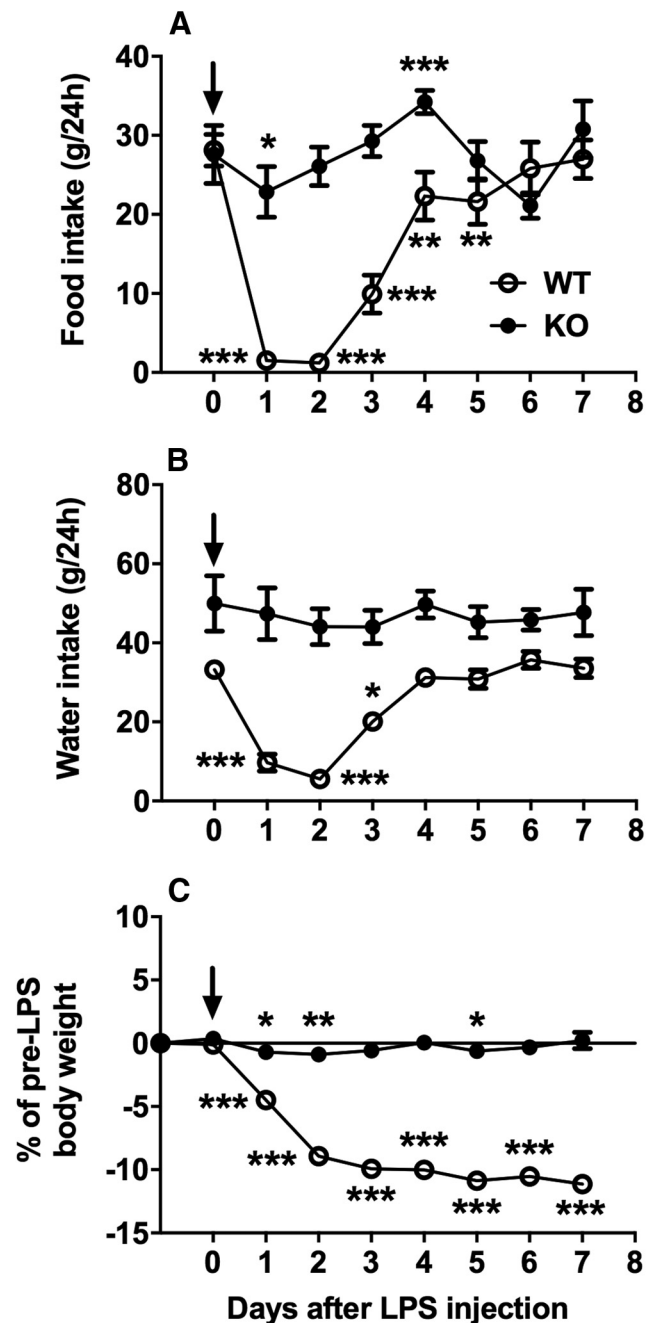 A
Food intake (g/24h)
40
30
20
10
0
***
*
***
**
**
***
***
***
WT
KO
0 1 2 3 4 5 6 7 8
B
Water intake (g/24h)
80
60
40
20
0
*
***
***
0 1 2 3 4 5 6 7 8
C
% of pre-LPS
body weight
10
5
0
-5
-10
-15
* ** *
***
***
***
***
***
***
***
0 1 2 3 4 5 6 7 8
Days after LPS injection